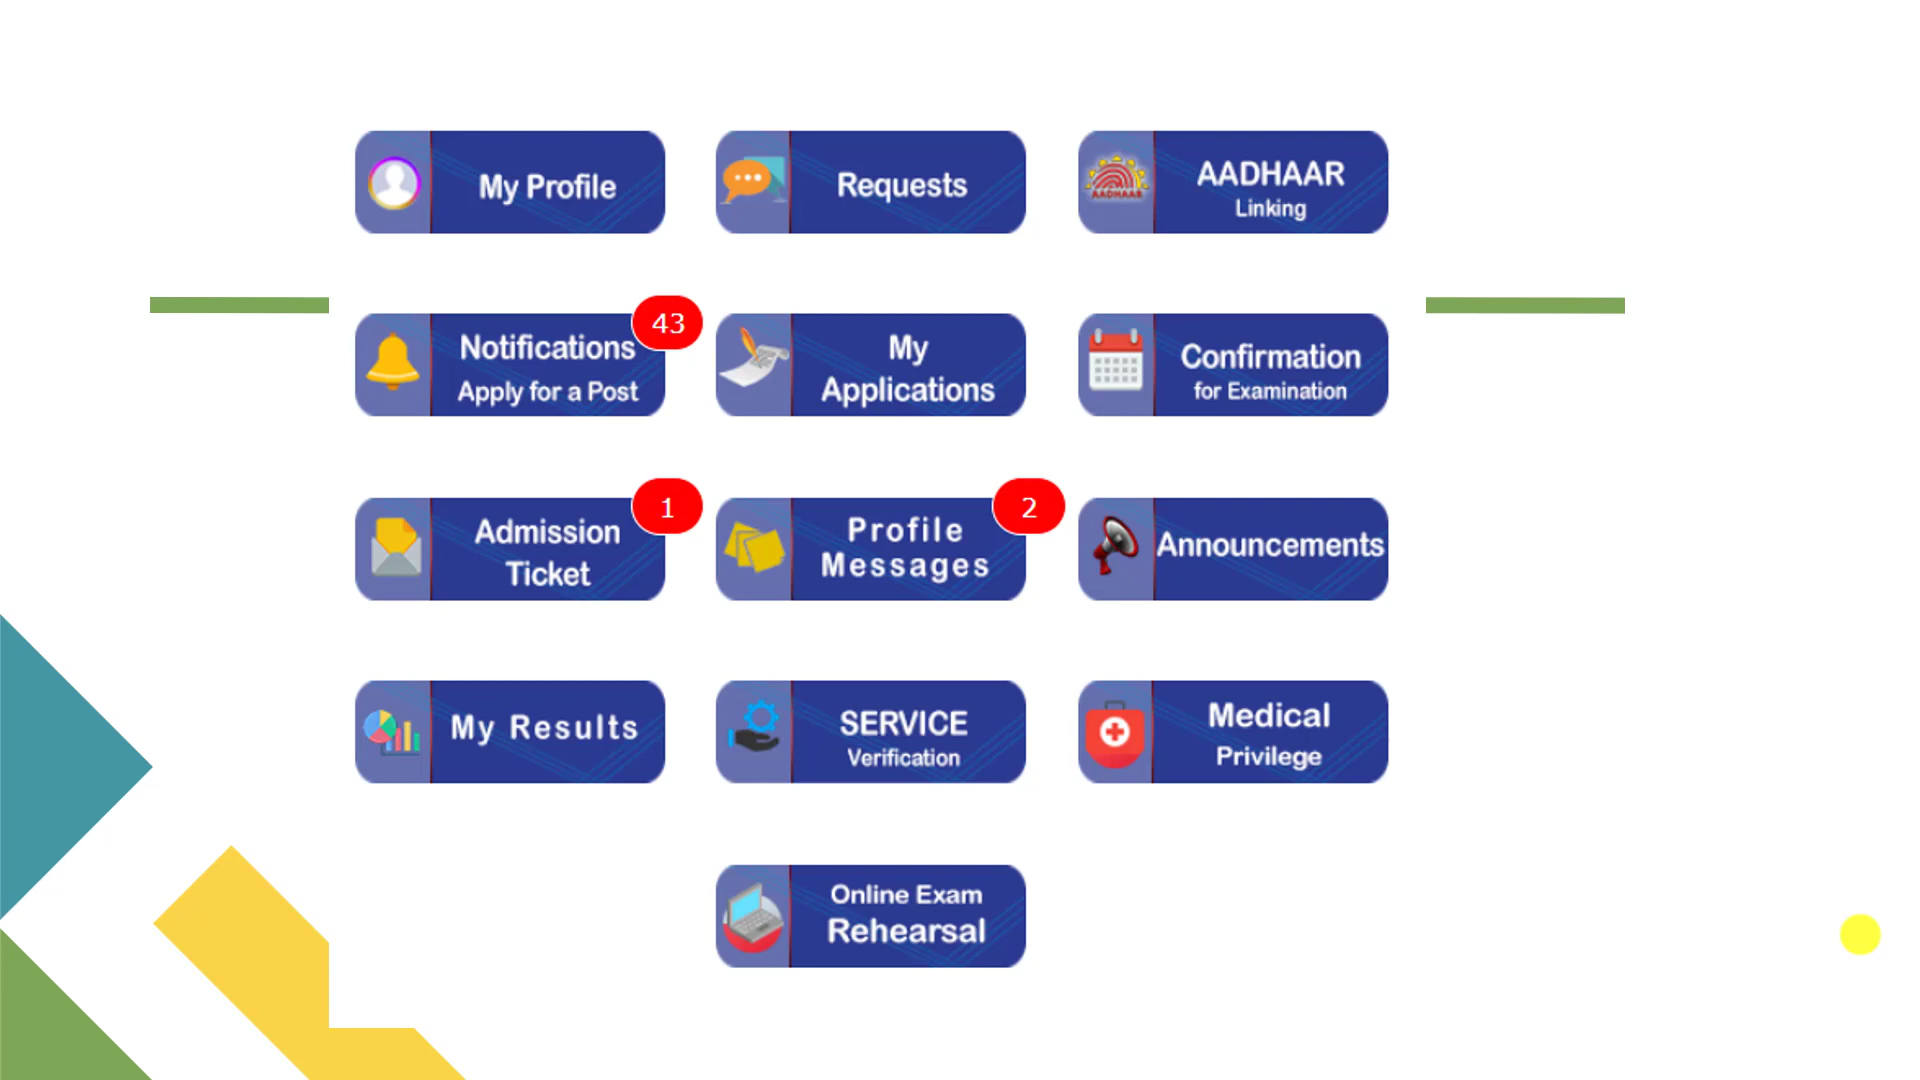 My Profile
Requests
AADHAAR
AADHAAR
Linking
43
Notifications
Apply for a Post
My
Applications
Confirmation
for Examination
1
Admission
Ticket
2
Profile
Messages
Announcements
My Results
SERVICE
Verification
Medical
Privilege
Online Exam
Rehearsal